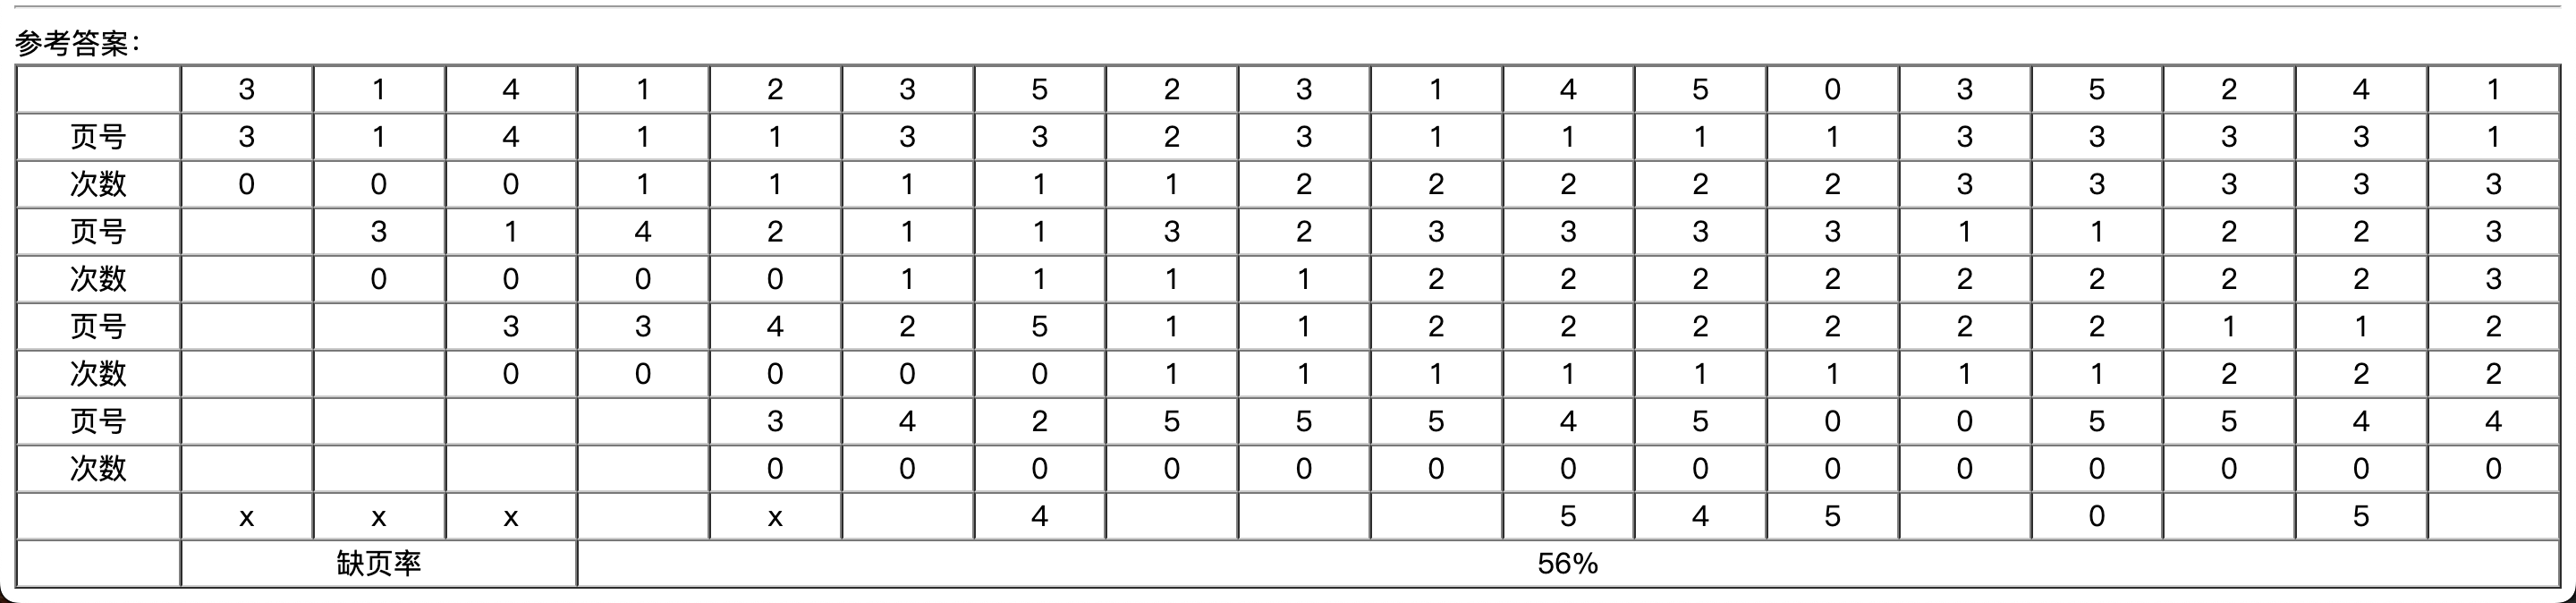 参考答案:
3 1 4 1 2 3 5 2 3 1 4 5 0 3 5 2 4 1
页号 3 1 4 1 1 3 3 2 3 1 1 1 1 3 3 3 3 1
次数 0 0 0 1 1 1 1 1 2 2 2 2 2 3 3 3 3 3
页号 3 1 4 2 1 1 3 2 3 3 3 3 1 1 2 2 3
次数 0 0 0 0 1 1 1 1 2 2 2 2 2 2 2 2 3
页号 3 3 4 2 5 1 1 2 2 2 2 2 2 1 1 2
次数 0 0 0 0 0 1 1 1 1 1 1 1 1 2 2 2
页号 3 4 2 5 5 5 4 5 0 0 5 5 4 4
次数 0 0 0 0 0 0 0 0 0 0 0 0 0 0
x x x x 4 5 4 5 0 5
缺页率 56%